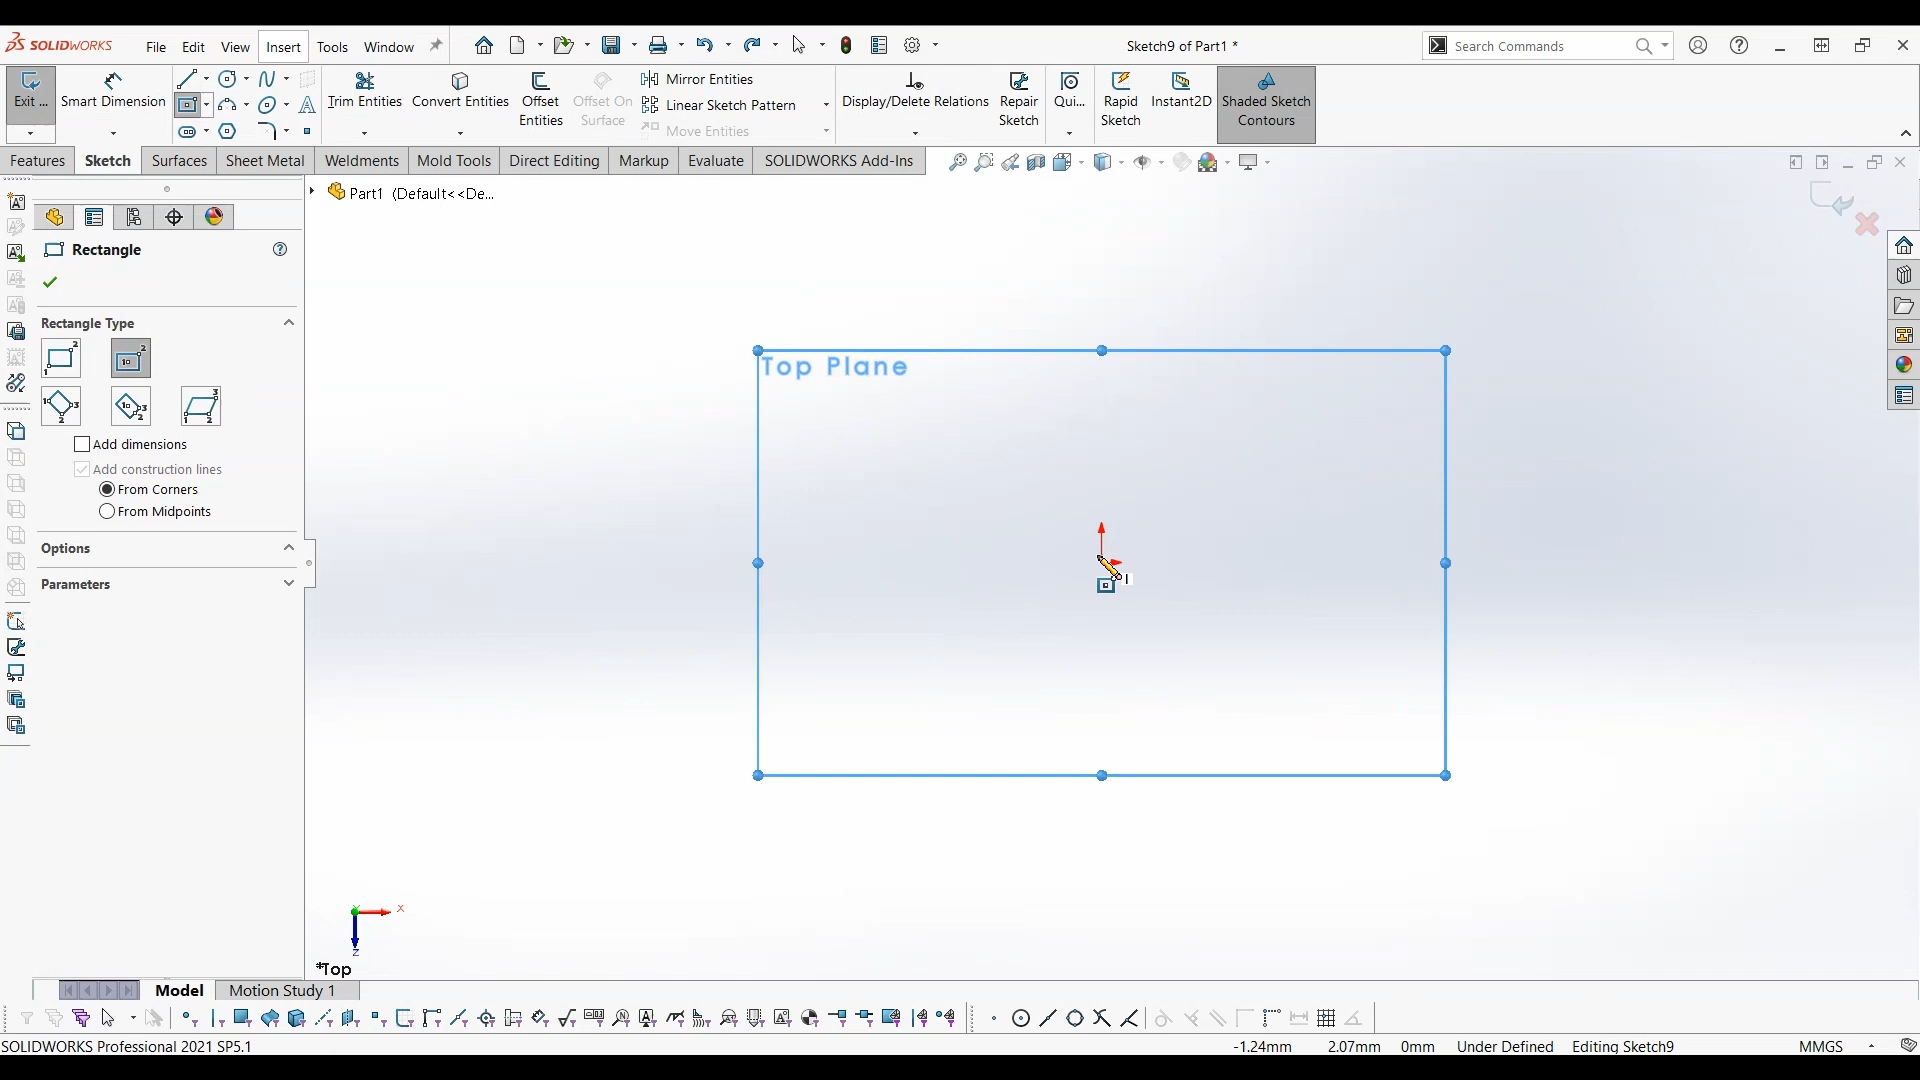 SOLIDWORKS
File Edit View Insert Tools Window
Sketch9 of Part1 *
Search Commands
Exit ...
Smart Dimension
Trim Entities
Convert Entities
Offset Entities
Offset On Surface
Mirror Entities
Linear Sketch Pattern
Move Entities
Display/Delete Relations
Repair Sketch
Qui...
Rapid Sketch
Instant2D
Shaded Sketch Contours
Features Sketch Surfaces Sheet Metal Weldments Mold Tools Direct Editing Markup Evaluate SOLIDWORKS Add-Ins
Part1 (Default<<De...
Rectangle
Rectangle Type
Add dimensions
Add construction lines
From Corners
From Midpoints
Options
Parameters
Top Plane
X
Y
Z
*Top
Model Motion Study 1
SOLIDWORKS Professional 2021 SP5.1
-1.24mm 2.07mm 0mm Under Defined Editing Sketch9 MMGS